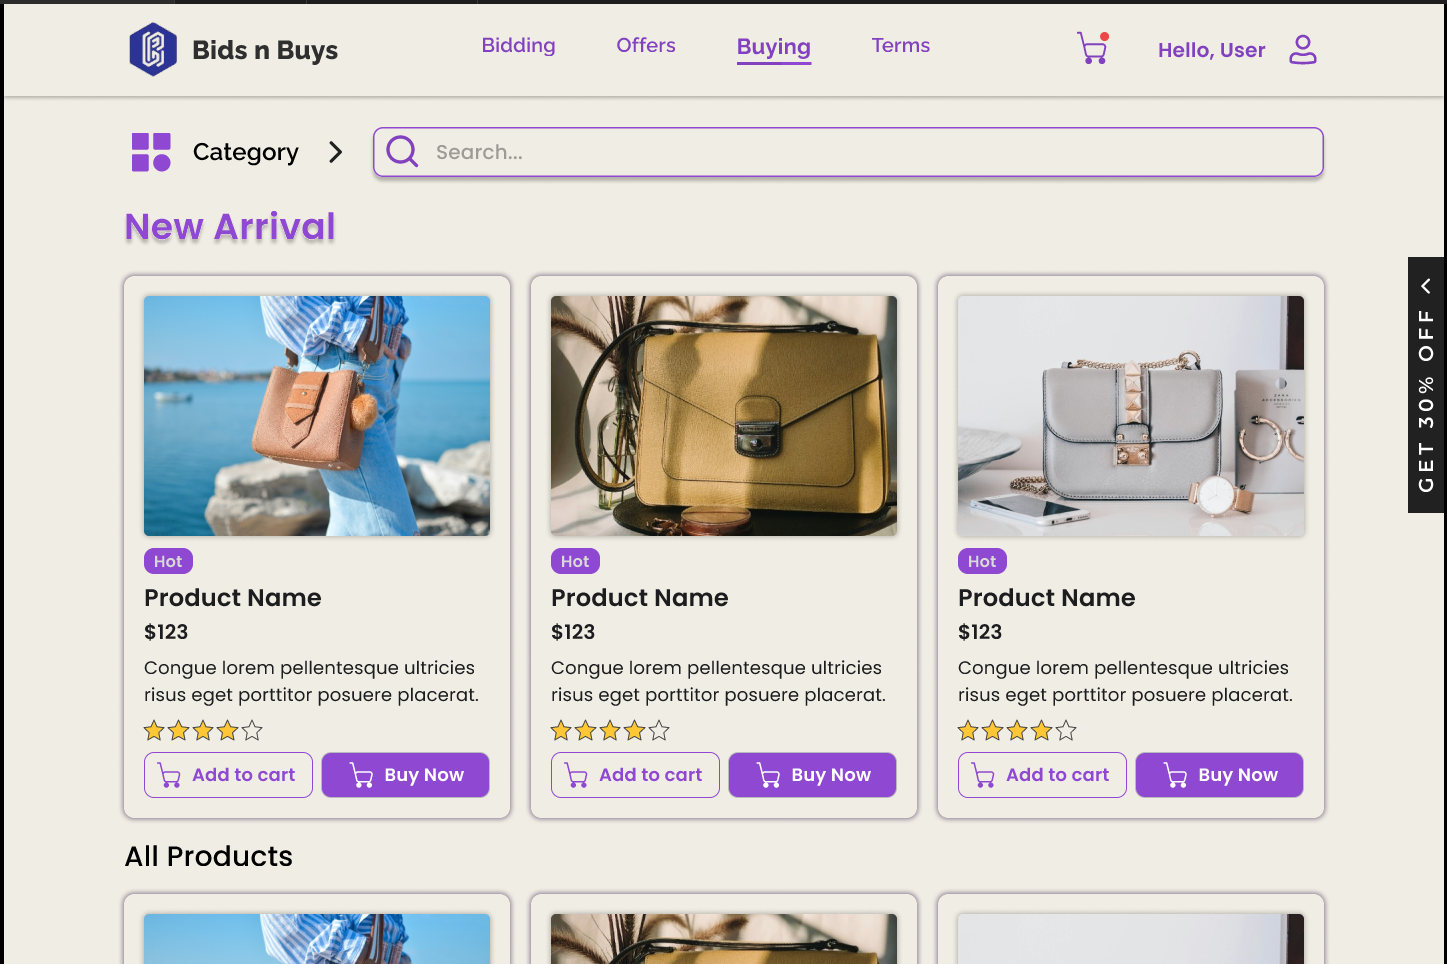 Bids n Buys
Bidding
Offers
Buying
Terms
Hello, User
Category
Search...
New Arrival
GET 30% OFF
Hot
Product Name
$123
Congue lorem pellentesque ultricies
risus eget porttitor posuere placerat.
Add to cart
Buy Now
Hot
Product Name
$123
Congue lorem pellentesque ultricies
risus eget porttitor posuere placerat.
Add to cart
Buy Now
ZARA
ACCESSORIES
Hot
Product Name
$123
Congue lorem pellentesque ultricies
risus eget porttitor posuere placerat.
Add to cart
Buy Now
All Products